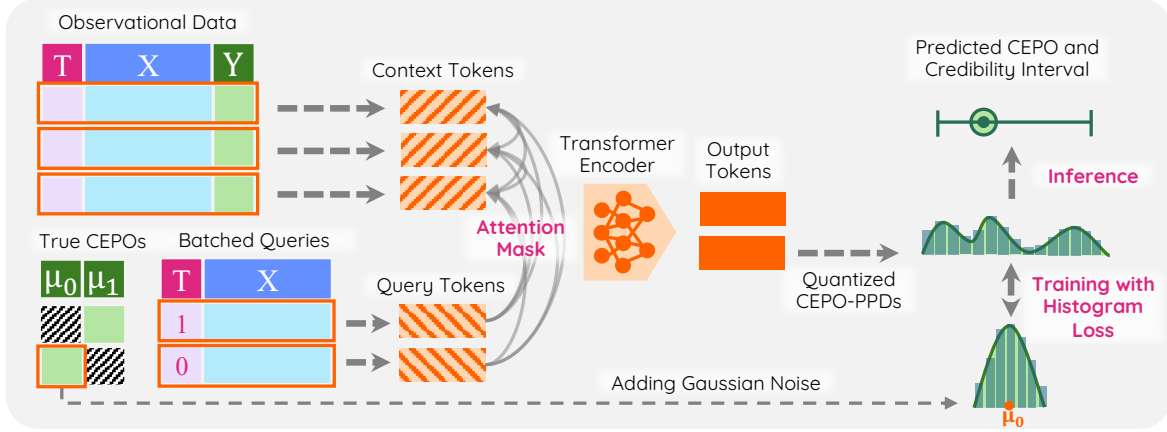 Observational Data
T X Y
Context Tokens
True CEPOs
μ0 μ1
Batched Queries
T X
1
0
Query Tokens
Attention
Mask
Transformer
Encoder
Output
Tokens
Quantized
CEPO-PPDs
Predicted CEPO and
Credibility Interval
Inference
Training with
Histogram
Loss
Adding Gaussian Noise
μ0